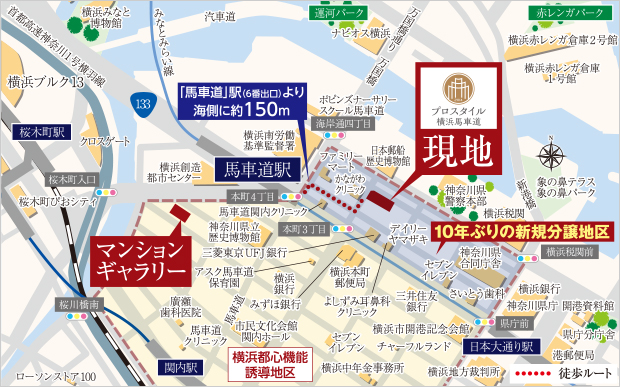 横浜みなと
博物館
汽車道
運河パーク
ナビオス横浜
万国橋通り
万国橋
赤レンガパーク
横浜赤レンガ倉庫2号館
横浜赤レンガ倉庫
1号館
首都高速神奈川1号横羽線
みなとみらい線
横浜ブルク13
133
「馬車道」駅(6番出口)より
海側に約150m
ボピンズナーサリー
スクール馬車道
海岸通四丁目
プロスタイル
横浜馬車道
現地
桜木町駅
クロスゲート
横浜南労働
基準監督署
ファミリー
マート
日本郵船
歴史博物館
桜木町入口
横浜創造
都市センター
馬車道駅
かながわ
クリニック
神奈川県
警察本部
新港橋
象の鼻テラス
象の鼻パーク
桜木町ぴおシティ
本町4丁目
馬車道関内クリニック
本町3丁目
横浜税関
神奈川県立
歴史博物館
デイリー
ヤマザキ
10年ぶりの新規分譲地区
マンション
ギャラリー
三菱東京UFJ銀行
横浜税関前
神奈川県
合同庁舎
アスク馬車道
保育園
横浜
銀行
横浜本町
郵便局
セブン
イレブン
さいとう歯科
横浜銀行
桜川橋南
廣瀬
歯科医院
馬車道
みずほ銀行
よしずみ耳鼻科
クリニック
三井住友
銀行
神奈川県庁
開港資料館
馬車道
クリニック
市民文化会館
関内ホール
セブン
イレブン
横浜市開港記念会館
チャーフルランド
県庁前
日本大通り駅
県庁分庁舎
港郵便局
関内駅
横浜都心機能
誘導地区
横浜中年金事務所
横浜地方裁判所
ローソンストア100
徒歩ルート